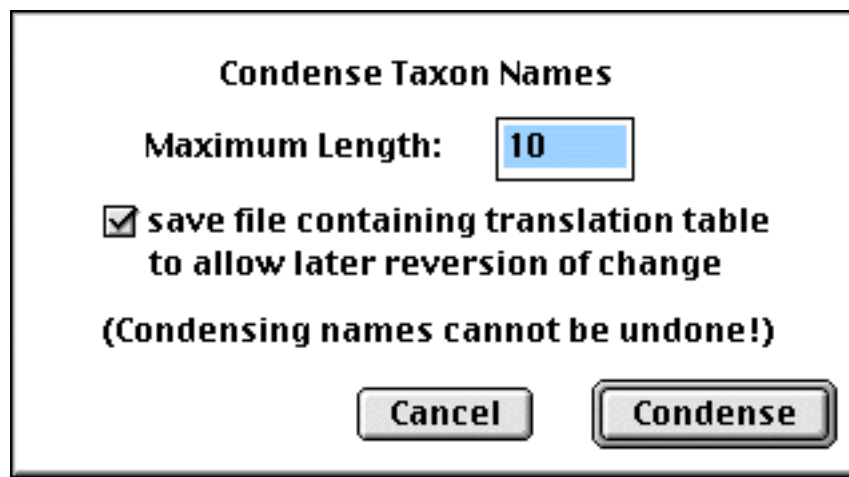 Condense Taxon Names
Maximum Length: 10
save file containing translation table
to allow later reversion of change
(Condensing names cannot be undone!)
Cancel Condense